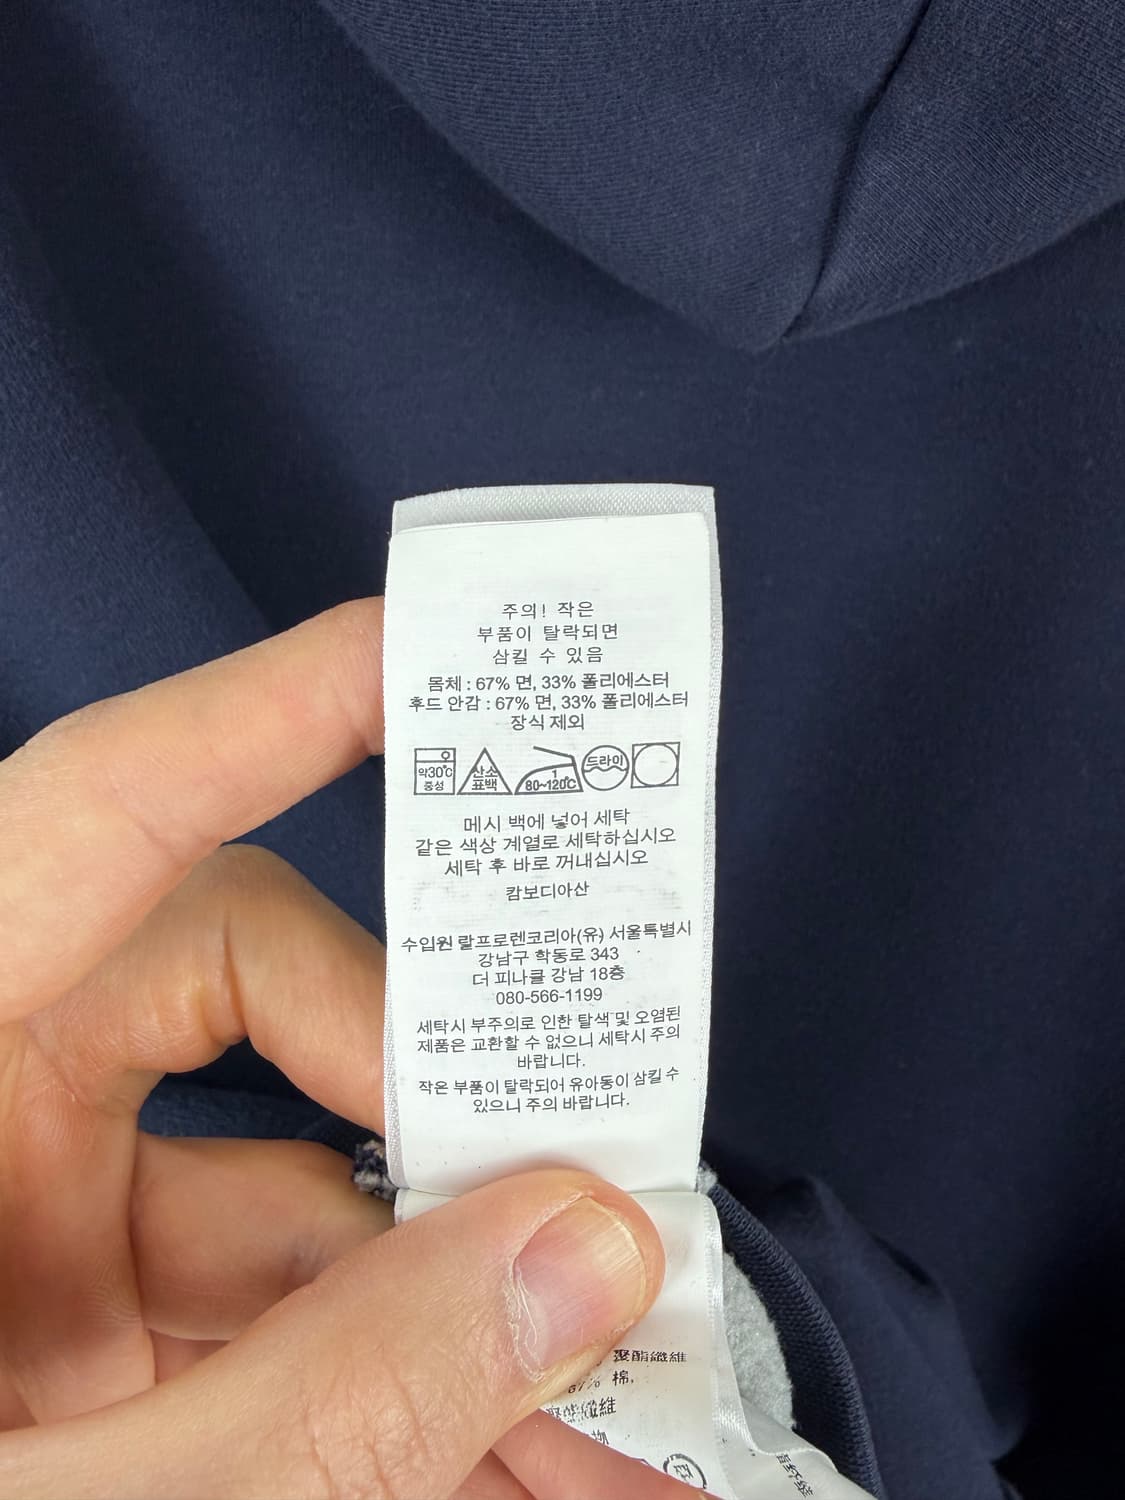 주의! 작은
부품이 탈락되면
삼킬 수 있음
몸체 : 67% 면, 33% 폴리에스터
후드 안감 : 67% 면, 33% 폴리에스터
장식 제외
약30℃ 중성
산소 표백
1 80~120℃
드라이
메시 백에 넣어 세탁
같은 색상 계열로 세탁하십시오
세탁 후 바로 꺼내십시오
캄보디아산
수입원 랄프로렌코리아(유) 서울특별시
강남구 학동로 343
더 피나클 강남 18층
080-566-1199
세탁시 부주의로 인한 탈색 및 오염된
제품은 교환할 수 없으니 세탁시 주의
바랍니다.
작은 부품이 탈락되어 유아동이 삼킬 수
있으니 주의 바랍니다.
% 聚酯纖維
67% 棉,
纖維
物